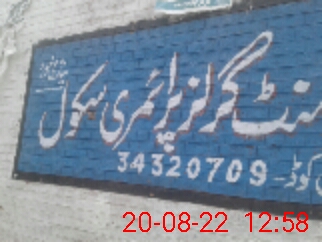 منٹ گرلز پرائمری سکول
کوڈ۔ 34320709
20-08-22 12:58